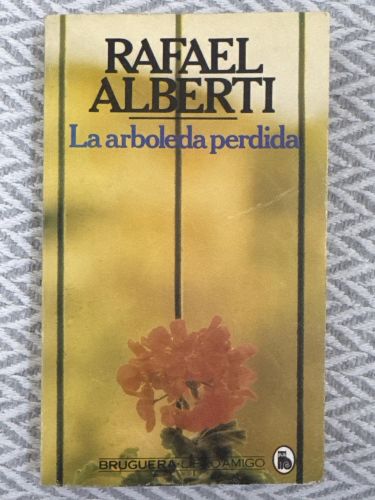 RAFAEL
ALBERTI
La arboleda perdida
BRUGUERA LIBRO AMIGO